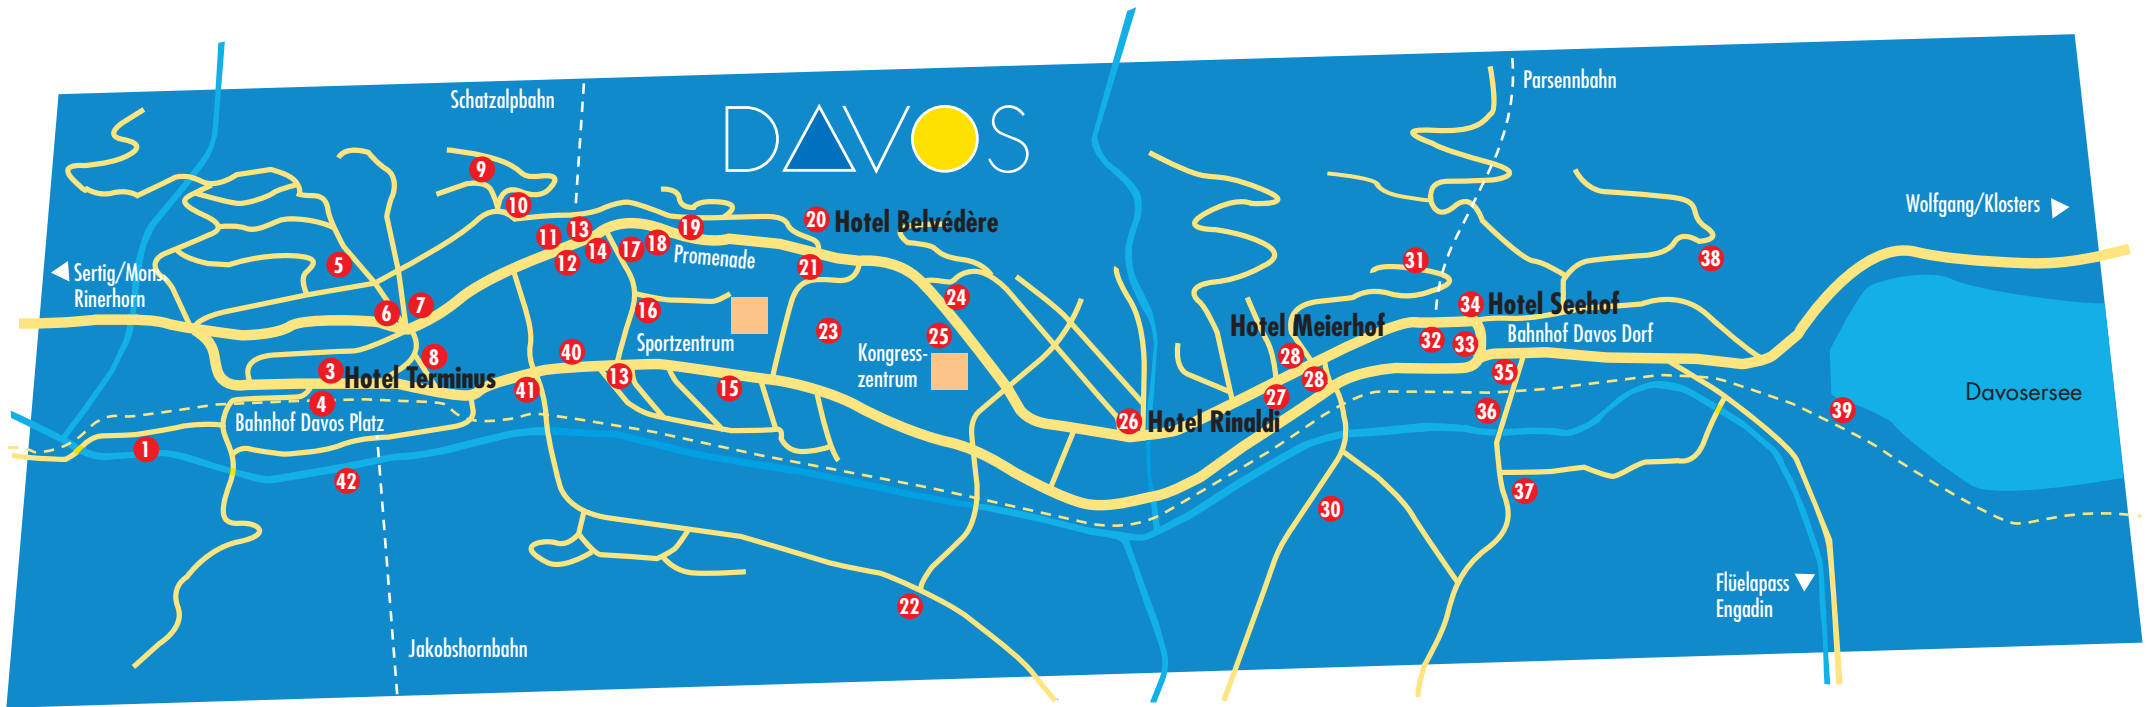 DAVOS
Schatzalpbahn
Parsennbahn
Wolfgang/Klosters
9
10
11
13
12
14
17
18
19
Promenade
20 Hotel Belvédère
21
Sertig/Mons.
Rinerhorn
5
6
7
8
16
Sportzentrum
23
24
25
Kongress-
zentrum
31
38
34 Hotel Seehof
Hotel Meierhof
32
33
Bahnhof Davos Dorf
28
28
27
35
36
39
Davosersee
3
Hotel Terminus
4
Bahnhof Davos Platz
40
41
13
15
26 Hotel Rinaldi
1
42
30
37
22
Jakobshornbahn
Flüelapass
Engadin